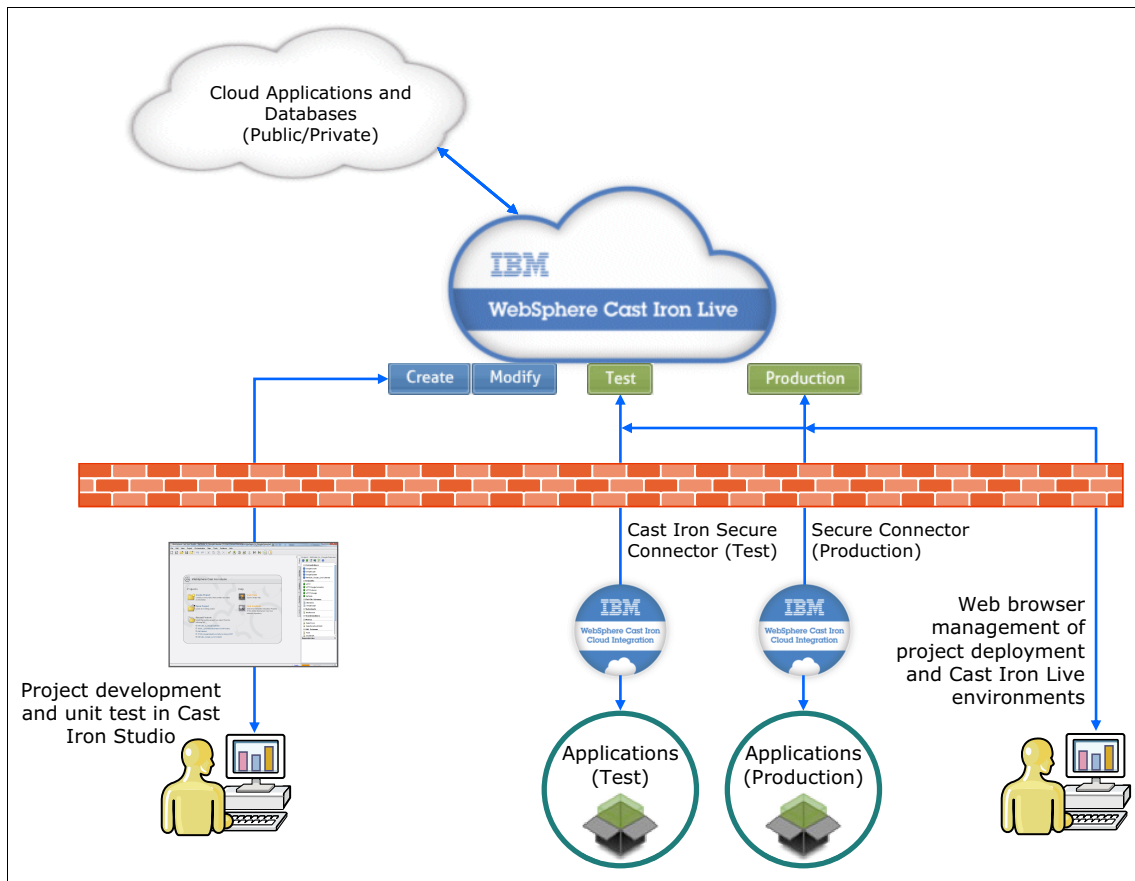 Cloud Applications and
Databases
(Public/Private)
IBM
WebSphere Cast Iron Live
Create
Modify
Test
Production
Cast Iron Secure
Connector (Test)
Secure Connector
(Production)
IBM
WebSphere Cast Iron
Cloud Integration
IBM
WebSphere Cast Iron
Cloud Integration
Web browser
management of
project deployment
and Cast Iron Live
environments
Project development
and unit test in Cast
Iron Studio
Applications
(Test)
Applications
(Production)